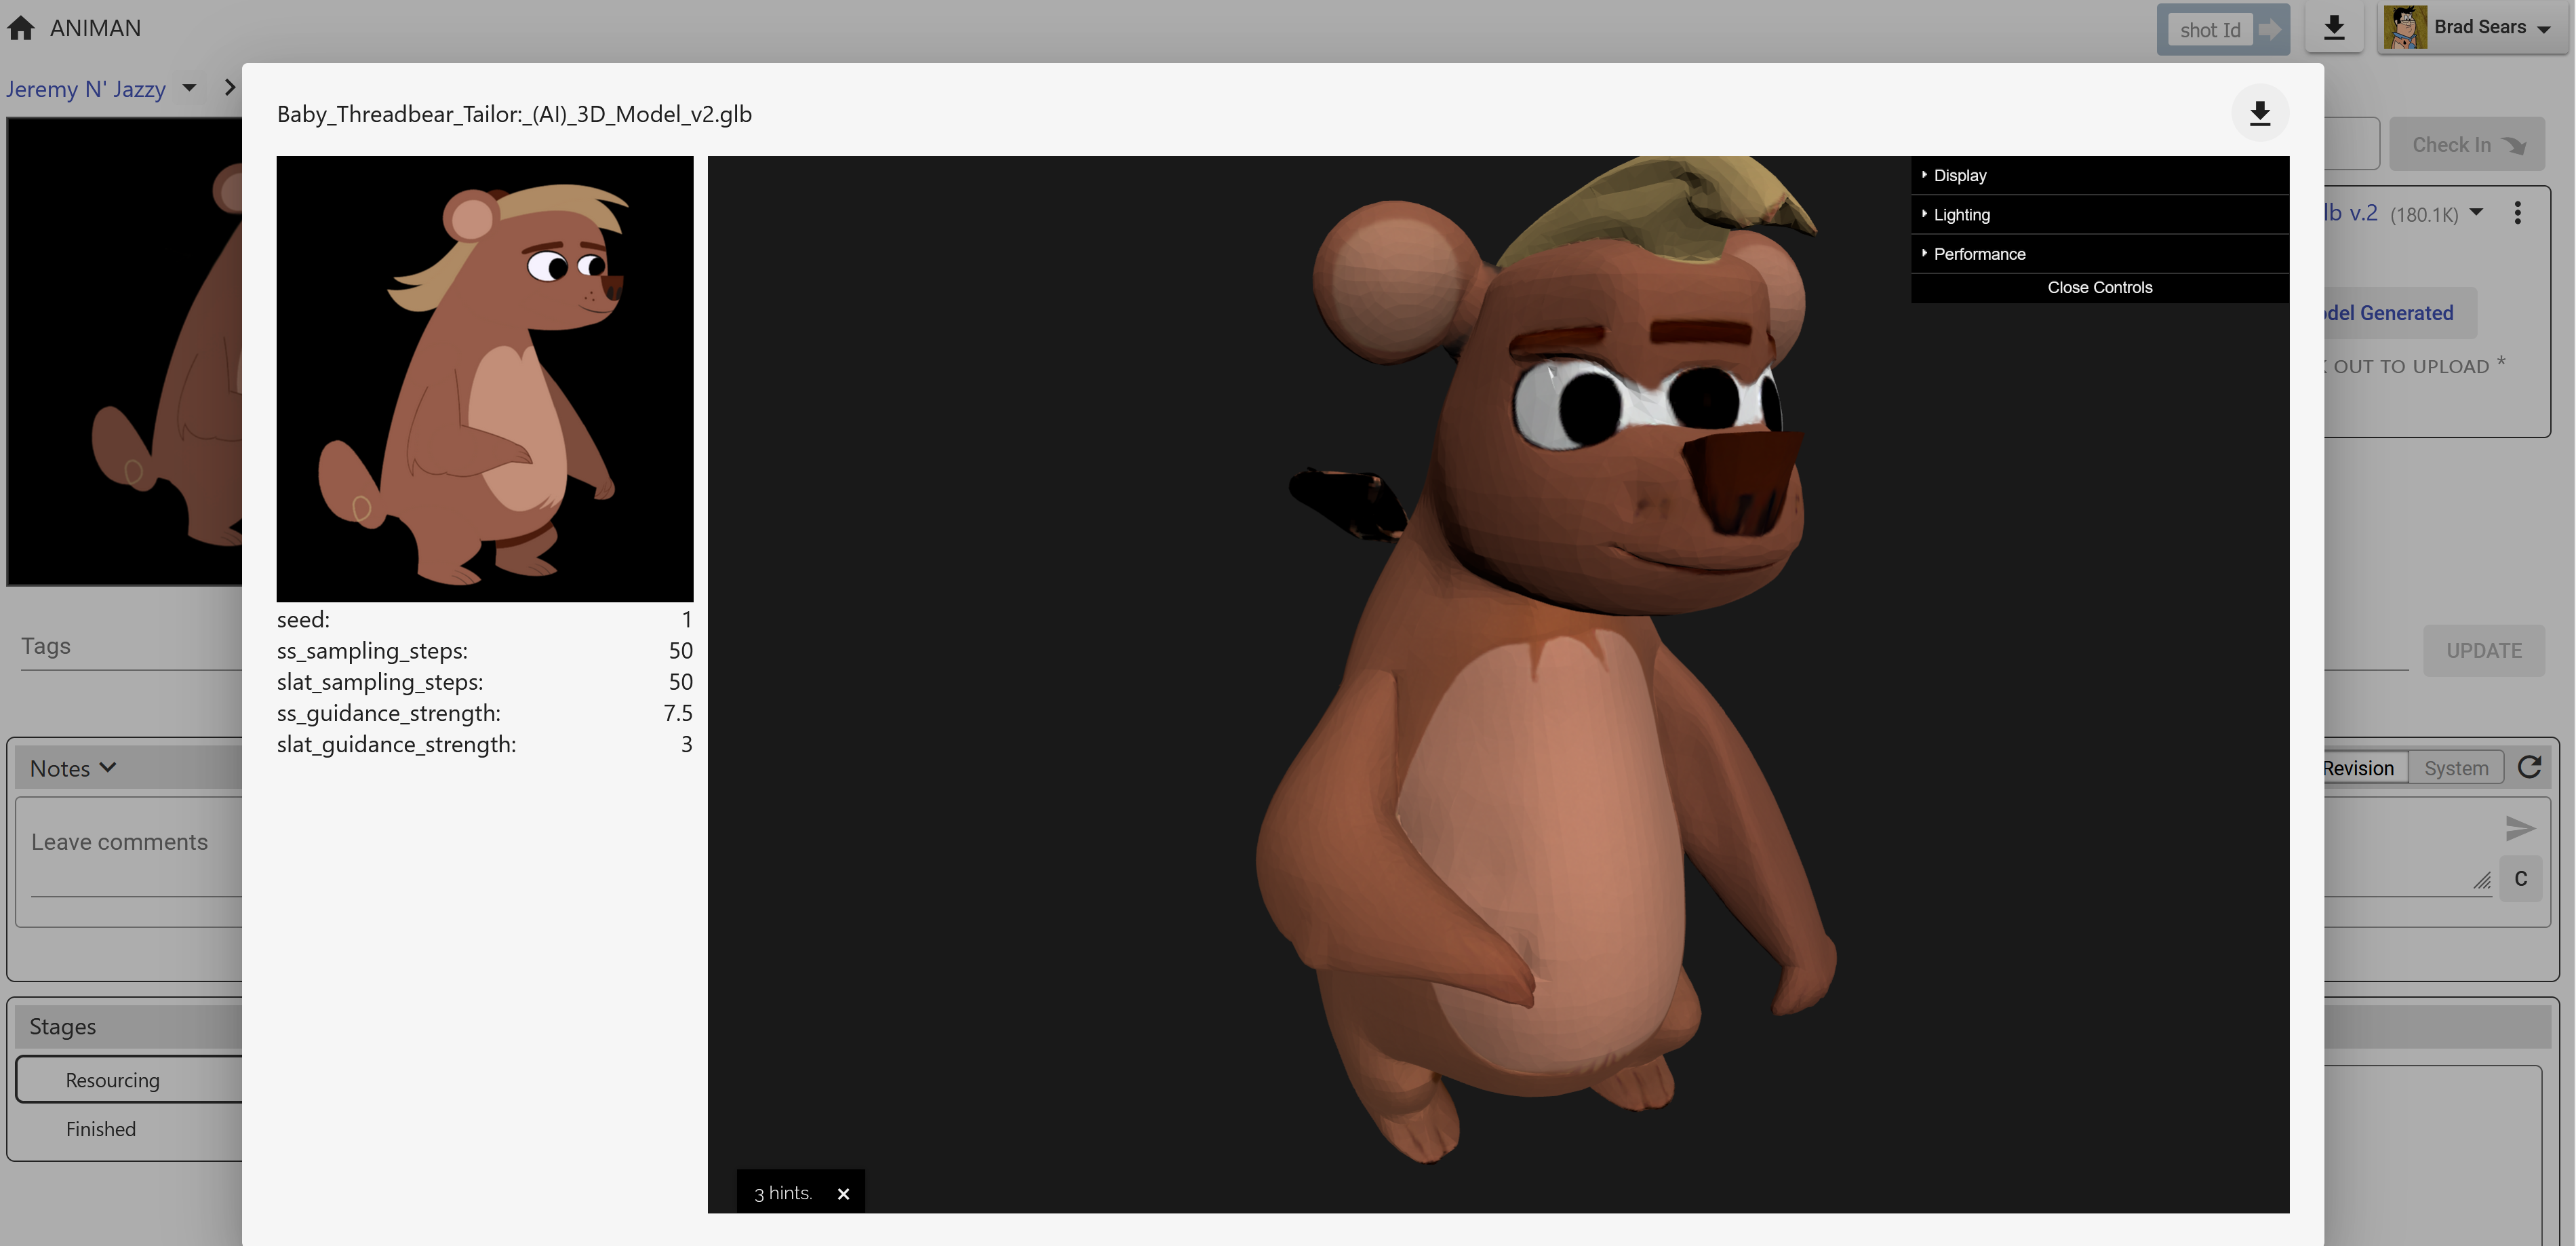 ANIMAN
shot Id
Brad Sears
Jeremy N' Jazzy
Baby_Threadbear_Tailor:_(AI)_3D_Model_v2.glb
Check In
lb v.2 (180.1K)
Display
Lighting
Performance
Close Controls
del Generated
OUT TO UPLOAD *
seed: 1
ss_sampling_steps: 50
slat_sampling_steps: 50
ss_guidance_strength: 7.5
slat_guidance_strength: 3
Tags
UPDATE
Notes
Revision
System
Leave comments
C
Stages
Resourcing
Finished
3 hints.